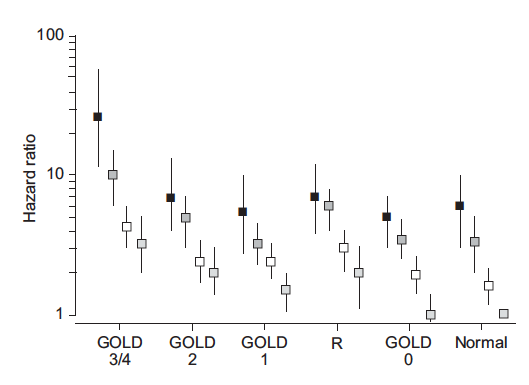 100
10
1
Hazard ratio
GOLD 3/4
GOLD 2
GOLD 1
R
GOLD 0
Normal